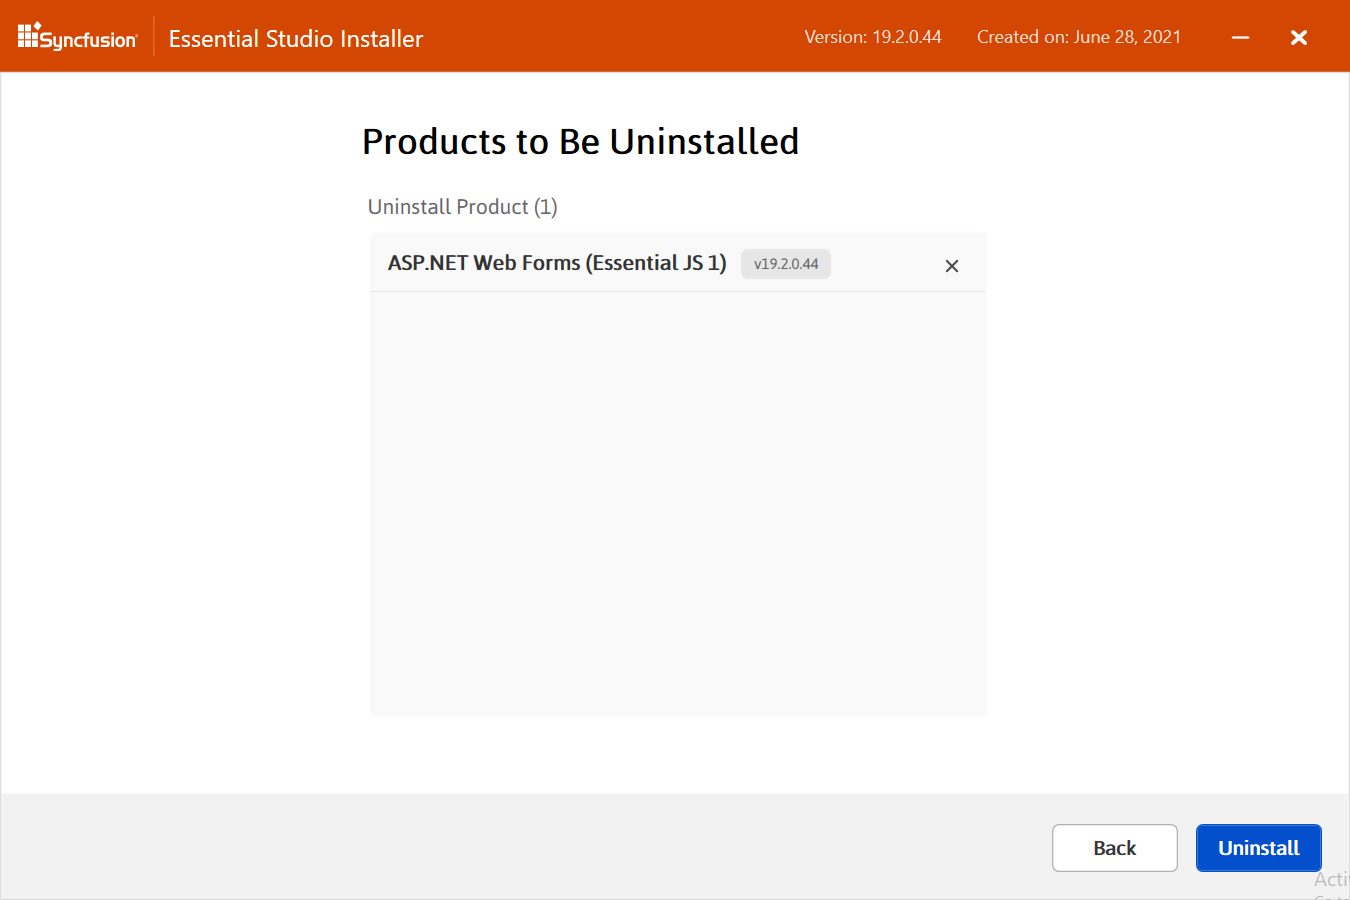 Syncfusion
Essential Studio Installer
Version: 19.2.0.44
Created on: June 28, 2021
Products to Be Uninstalled
Uninstall Product (1)
ASP.NET Web Forms (Essential JS 1)
v19.2.0.44
Back
Uninstall
Acti